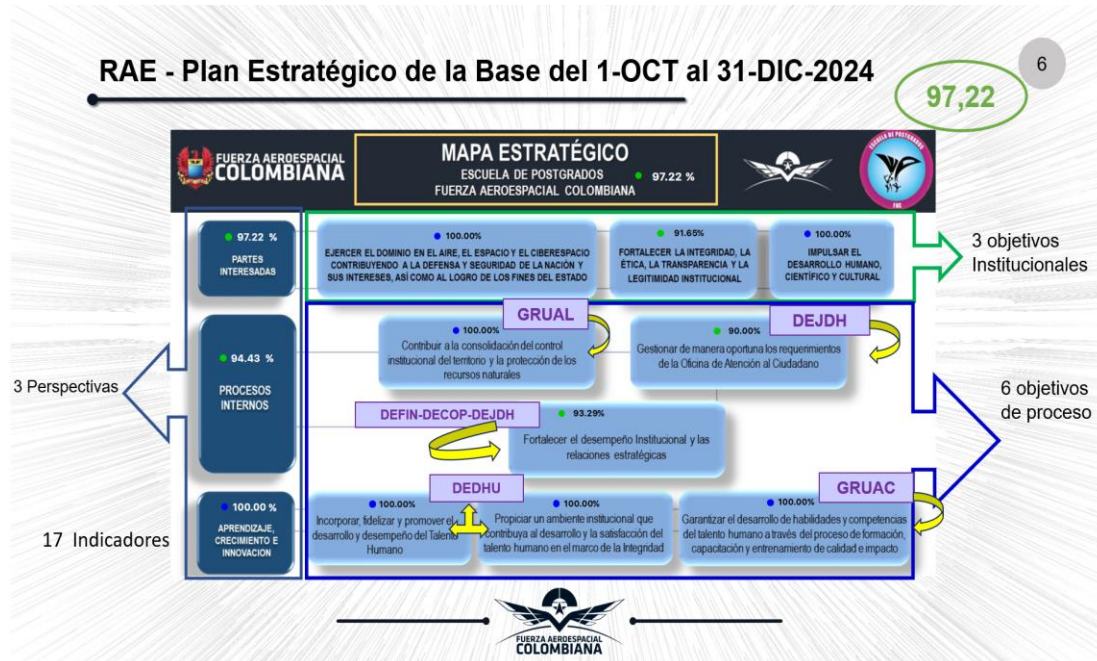 RAE - Plan Estratégico de la Base del 1-OCT al 31-DIC-2024
6
97,22
FUERZA AEROESPACIAL
COLOMBIANA
MAPA ESTRATÉGICO
ESCUELA DE POSTGRADOS
FUERZA AEROESPACIAL COLOMBIANA
97.22 %
ESCUELA DE POSTGRADOS
FAC
97.22 %
PARTES
INTERESADAS
100.00%
EJERCER EL DOMINIO EN EL AIRE, EL ESPACIO Y EL CIBERESPACIO
CONTRIBUYENDO A LA DEFENSA Y SEGURIDAD DE LA NACIÓN Y
SUS INTERESES, ASÍ COMO AL LOGRO DE LOS FINES DEL ESTADO
91.65%
FORTALECER LA INTEGRIDAD, LA
ÉTICA, LA TRANSPARENCIA Y LA
LEGITIMIDAD INSTITUCIONAL
100.00%
IMPULSAR EL
DESARROLLO HUMANO,
CIENTÍFICO Y CULTURAL
3 objetivos
Institucionales
3 Perspectivas
94.43 %
PROCESOS
INTERNOS
GRUAL
100.00%
Contribuir a la consolidación del control
institucional del territorio y la protección de los
recursos naturales
DEJDH
90.00%
Gestionar de manera oportuna los requerimientos
de la Oficina de Atención al Ciudadano
DEFIN-DECOP-DEJDH
93.29%
Fortalecer el desempeño Institucional y las
relaciones estratégicas
6 objetivos
de proceso
17 Indicadores
100.00 %
APRENDIZAJE,
CRECIMIENTO E
INNOVACION
DEDHU
100.00%
Incorporar, fidelizar y promover el
desarrollo y desempeño del Talento
Humano
100.00%
Propiciar un ambiente institucional que
contribuya al desarrollo y la satisfacción del
talento humano en el marco de la Integridad
GRUAC
100.00%
Garantizar el desarrollo de habilidades y competencias
del talento humano a través del proceso de formación,
capacitación y entrenamiento de calidad e impacto
FUERZA AEROESPACIAL
COLOMBIANA